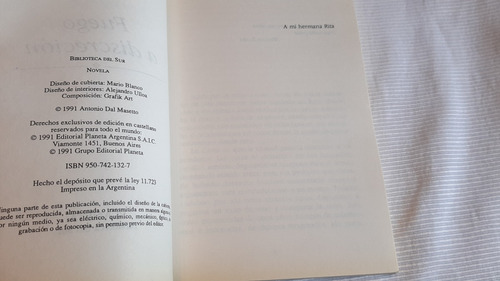 BIBLIOTECA DEL SUR
NOVELA
Diseño de cubierta: Mario Blanco
Diseño de interiores: Alejandro Ulloa
Composición: Grafik Art
© 1991 Antonio Dal Masetto
Derechos exclusivos de edición en castellano
reservados para todo el mundo:
© 1991 Editorial Planeta Argentina S.A.I.C.
Viamonte 1451, Buenos Aires
© 1991 Grupo Editorial Planeta
ISBN 950-742-132-7
Hecho el depósito que prevé la ley 11.723
Impreso en la Argentina
Ninguna parte de esta publicación, incluido el diseño de la
puede ser reproducida, almacenada o transmitida en manera alguna
por ningún medio, ya sea eléctrico, químico, mecánico,
grabación o de fotocopia, sin permiso previo del editor.
A mi hermana Rita